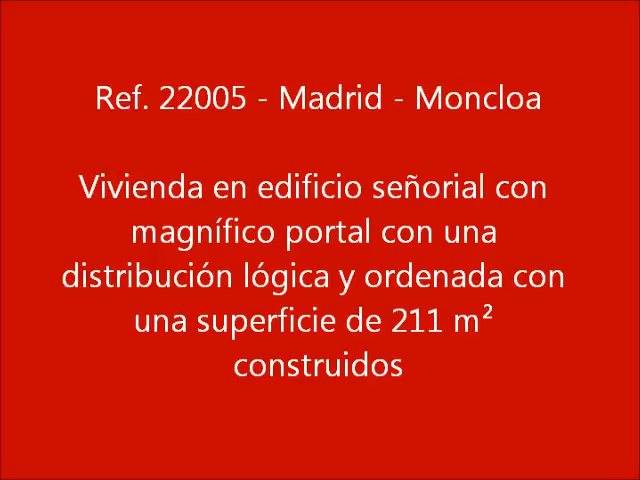 Ref. 22005 - Madrid - Moncloa
Vivienda en edificio señorial con
magnífico portal con una
distribución lógica y ordenada con
una superficie de 211 m²
construidos